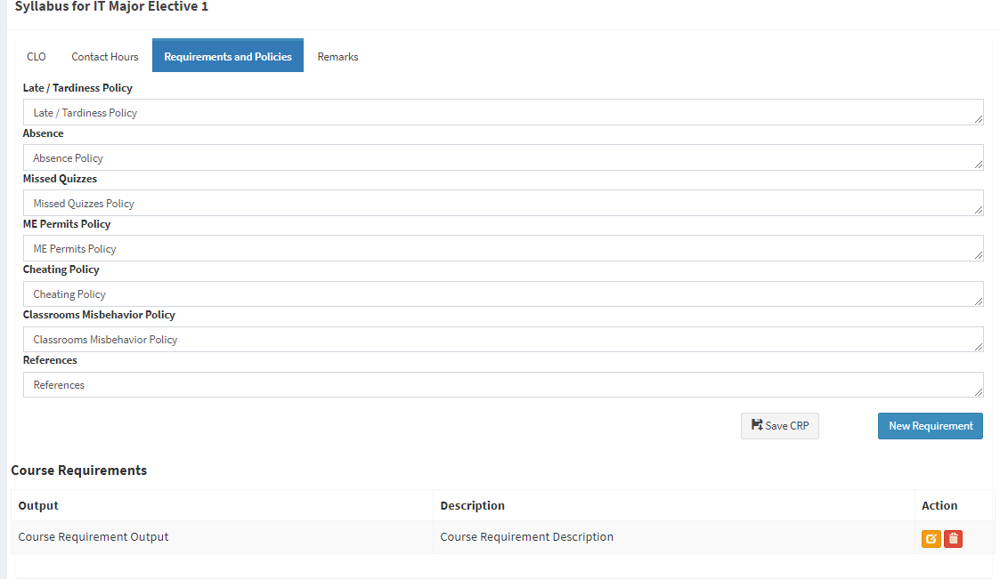 Syllabus for IT Major Elective 1
CLO Contact Hours Requirements and Policies Remarks
Late / Tardiness Policy
Late / Tardiness Policy
Absence
Absence Policy
Missed Quizzes
Missed Quizzes Policy
ME Permits Policy
ME Permits Policy
Cheating Policy
Cheating Policy
Classrooms Misbehavior Policy
Classrooms Misbehavior Policy
References
References
Save CRP New Requirement
Course Requirements
Output Description Action
Course Requirement Output Course Requirement Description